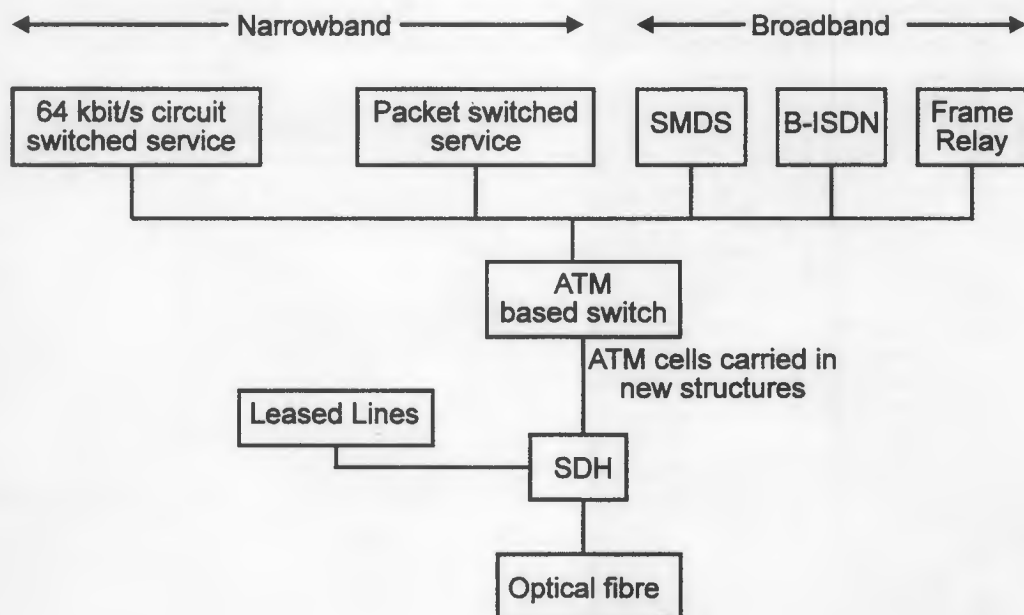 Narrowband
Broadband
64 kbit/s circuit
switched service
Packet switched
service
SMDS
B-ISDN
Frame
Relay
ATM
based switch
ATM cells carried in
new structures
Leased Lines
SDH
Optical fibre